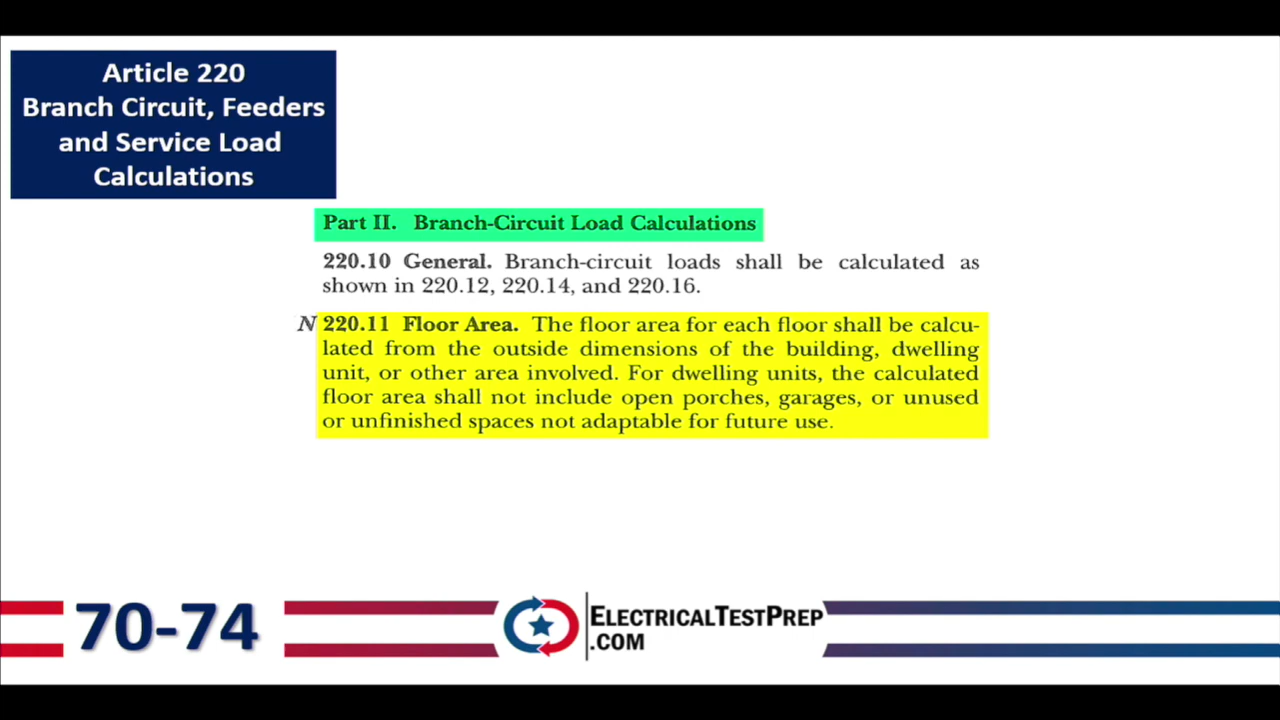 Article 220
Branch Circuit, Feeders
and Service Load
Calculations
Part II. Branch-Circuit Load Calculations
220.10 General. Branch-circuit loads shall be calculated as
shown in 220.12, 220.14, and 220.16.
N 220.11 Floor Area. The floor area for each floor shall be calcu-
lated from the outside dimensions of the building, dwelling
unit, or other area involved. For dwelling units, the calculated
floor area shall not include open porches, garages, or unused
or unfinished spaces not adaptable for future use.
70-74
ELECTRICALTESTPREP
.COM